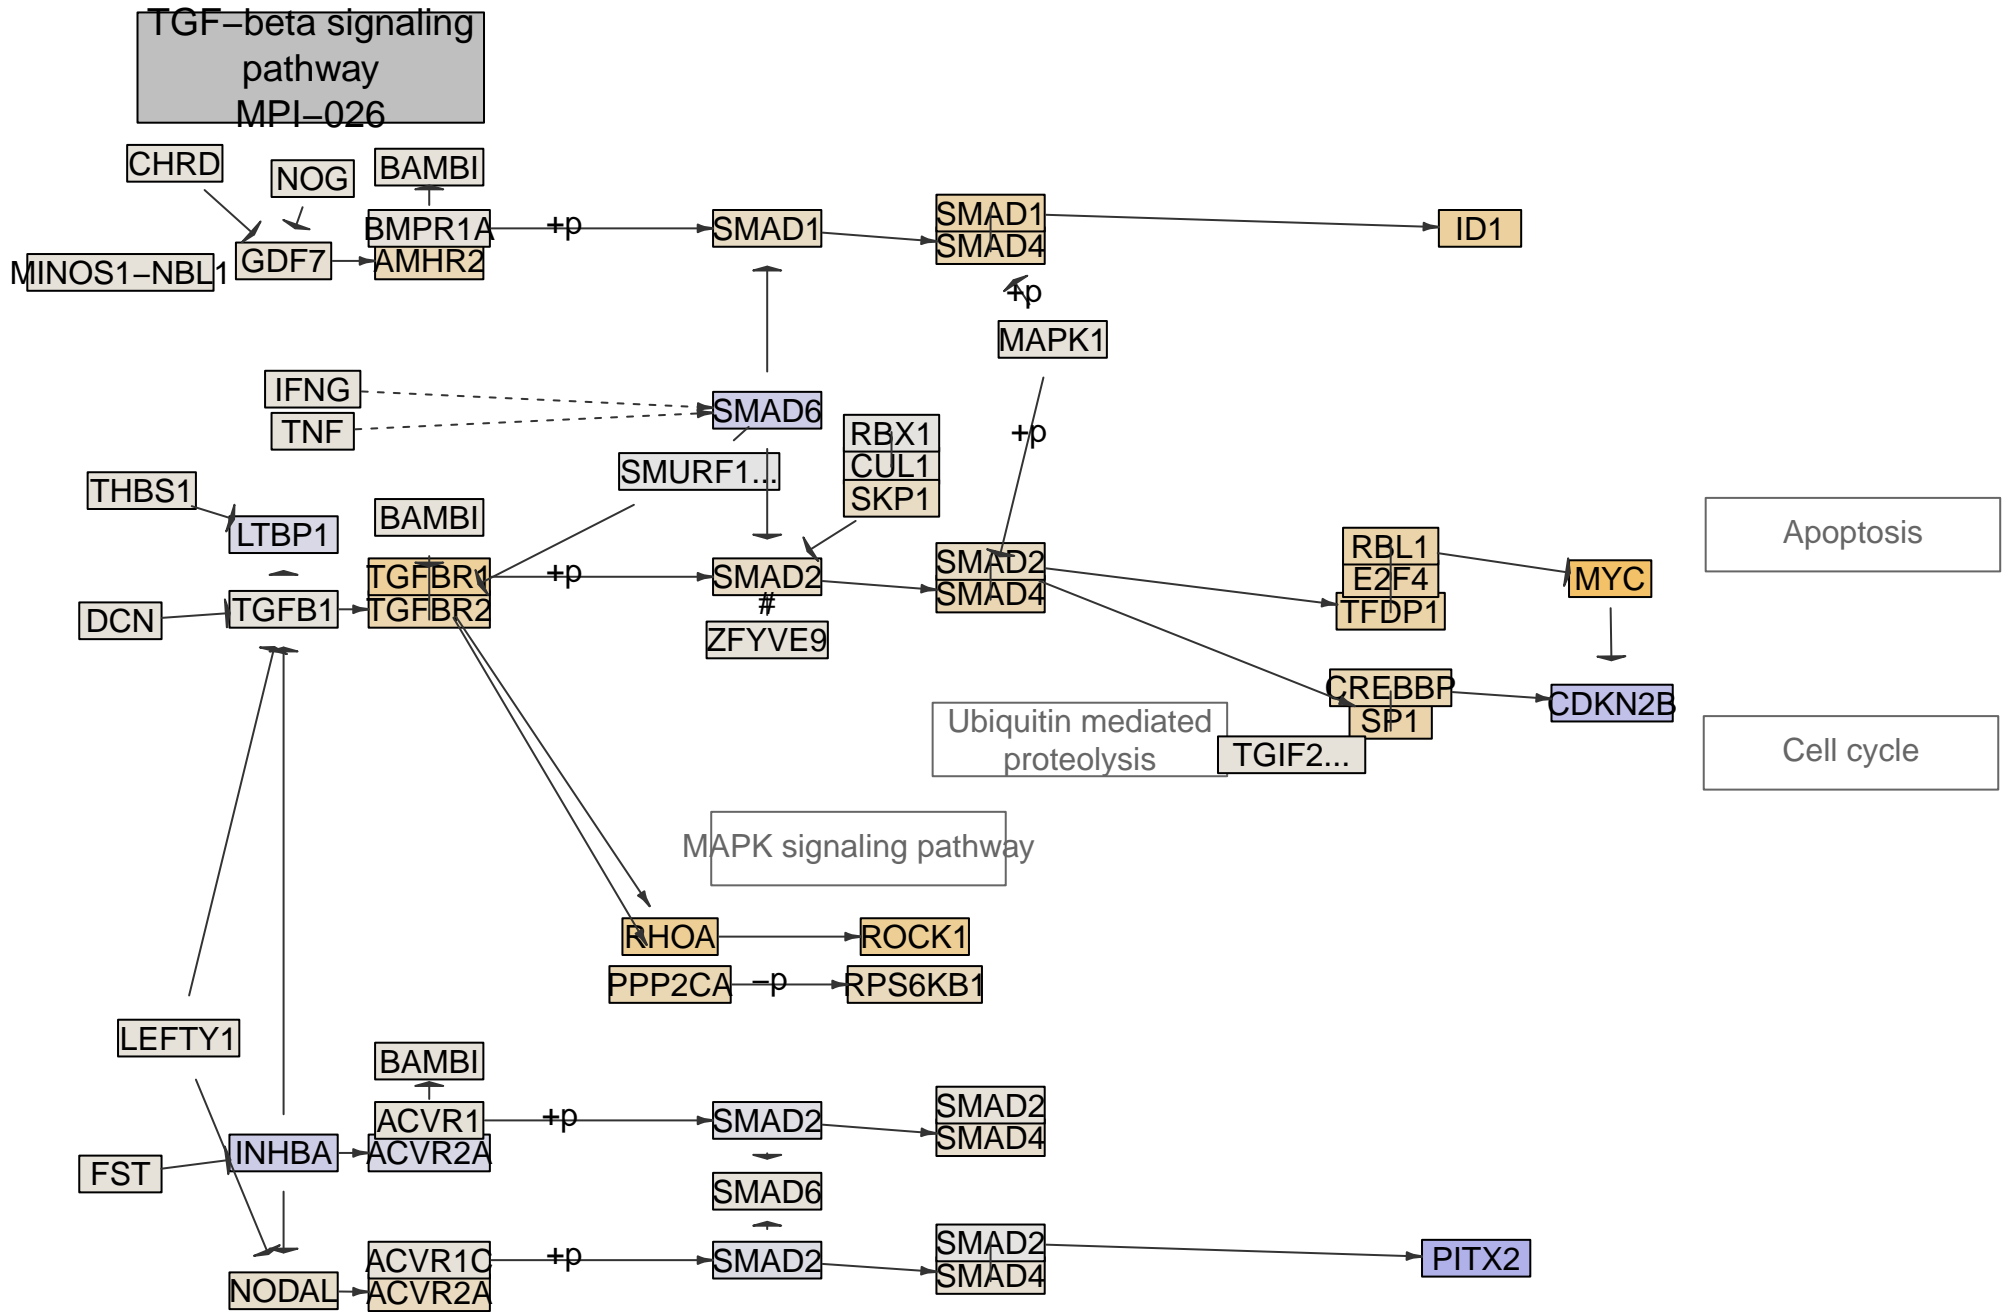 TGF−beta signaling
pathway
MPI−026
CHRD
NOG
BAMBI
BMPR1A
AMHR2
+p
SMAD1
SMAD1
SMAD4
ID1
MINOS1−NBL1
GDF7
+p
MAPK1
IFNG
TNF
SMAD6
SMURF1...
RBX1
CUL1
SKP1
+p
THBS1
LTBP1
BAMBI
TGFBR1
TGFBR2
+p
SMAD2
#
ZFYVE9
SMAD2
SMAD4
RBL1
E2F4
TFDP1
MYC
Apoptosis
DCN
TGFB1
CREBBP
SP1
TGIF2...
CDKN2B
Cell cycle
Ubiquitin mediated
proteolysis
MAPK signaling pathway
RHOA
ROCK1
PPP2CA
−p
RPS6KB1
LEFTY1
BAMBI
ACVR1
ACVR2A
+p
SMAD2
SMAD2
SMAD4
INHBA
FST
SMAD6
ACVR1C
ACVR2A
+p
SMAD2
SMAD2
SMAD4
PITX2
NODAL